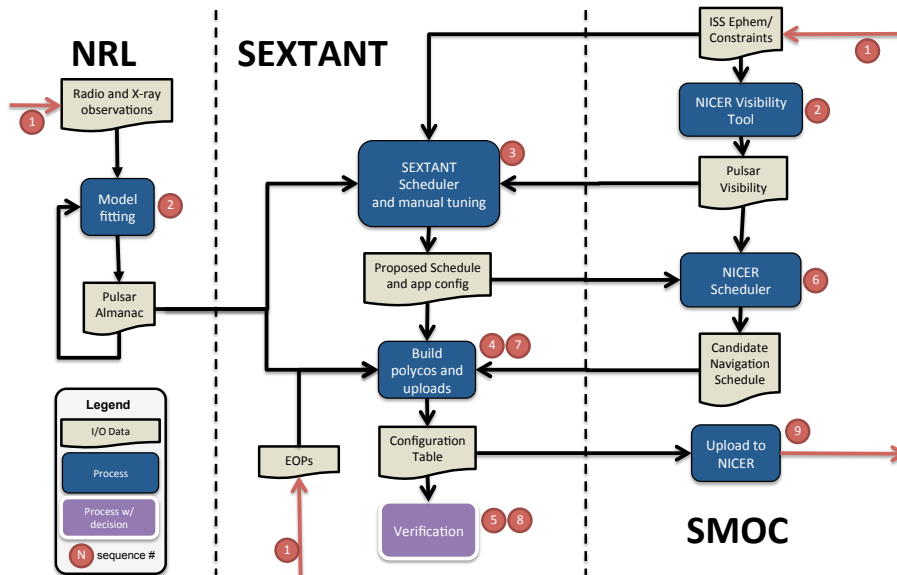 NRL
SEXTANT
ISS Ephem/
Constraints
1
Radio and X-ray
observations
1
NICER Visibility
Tool
2
3
SEXTANT
Scheduler
and manual tuning
Pulsar
Visibility
Model
fitting
2
Proposed Schedule
and app config
NICER
Scheduler
6
Pulsar
Almanac
4
7
Build
polycos and
uploads
Candidate
Navigation
Schedule
Legend
I/O Data
Process
Process w/
decision
N
sequence #
EOPs
1
Configuration
Table
Upload to
NICER
9
Verification
5
8
SMOC